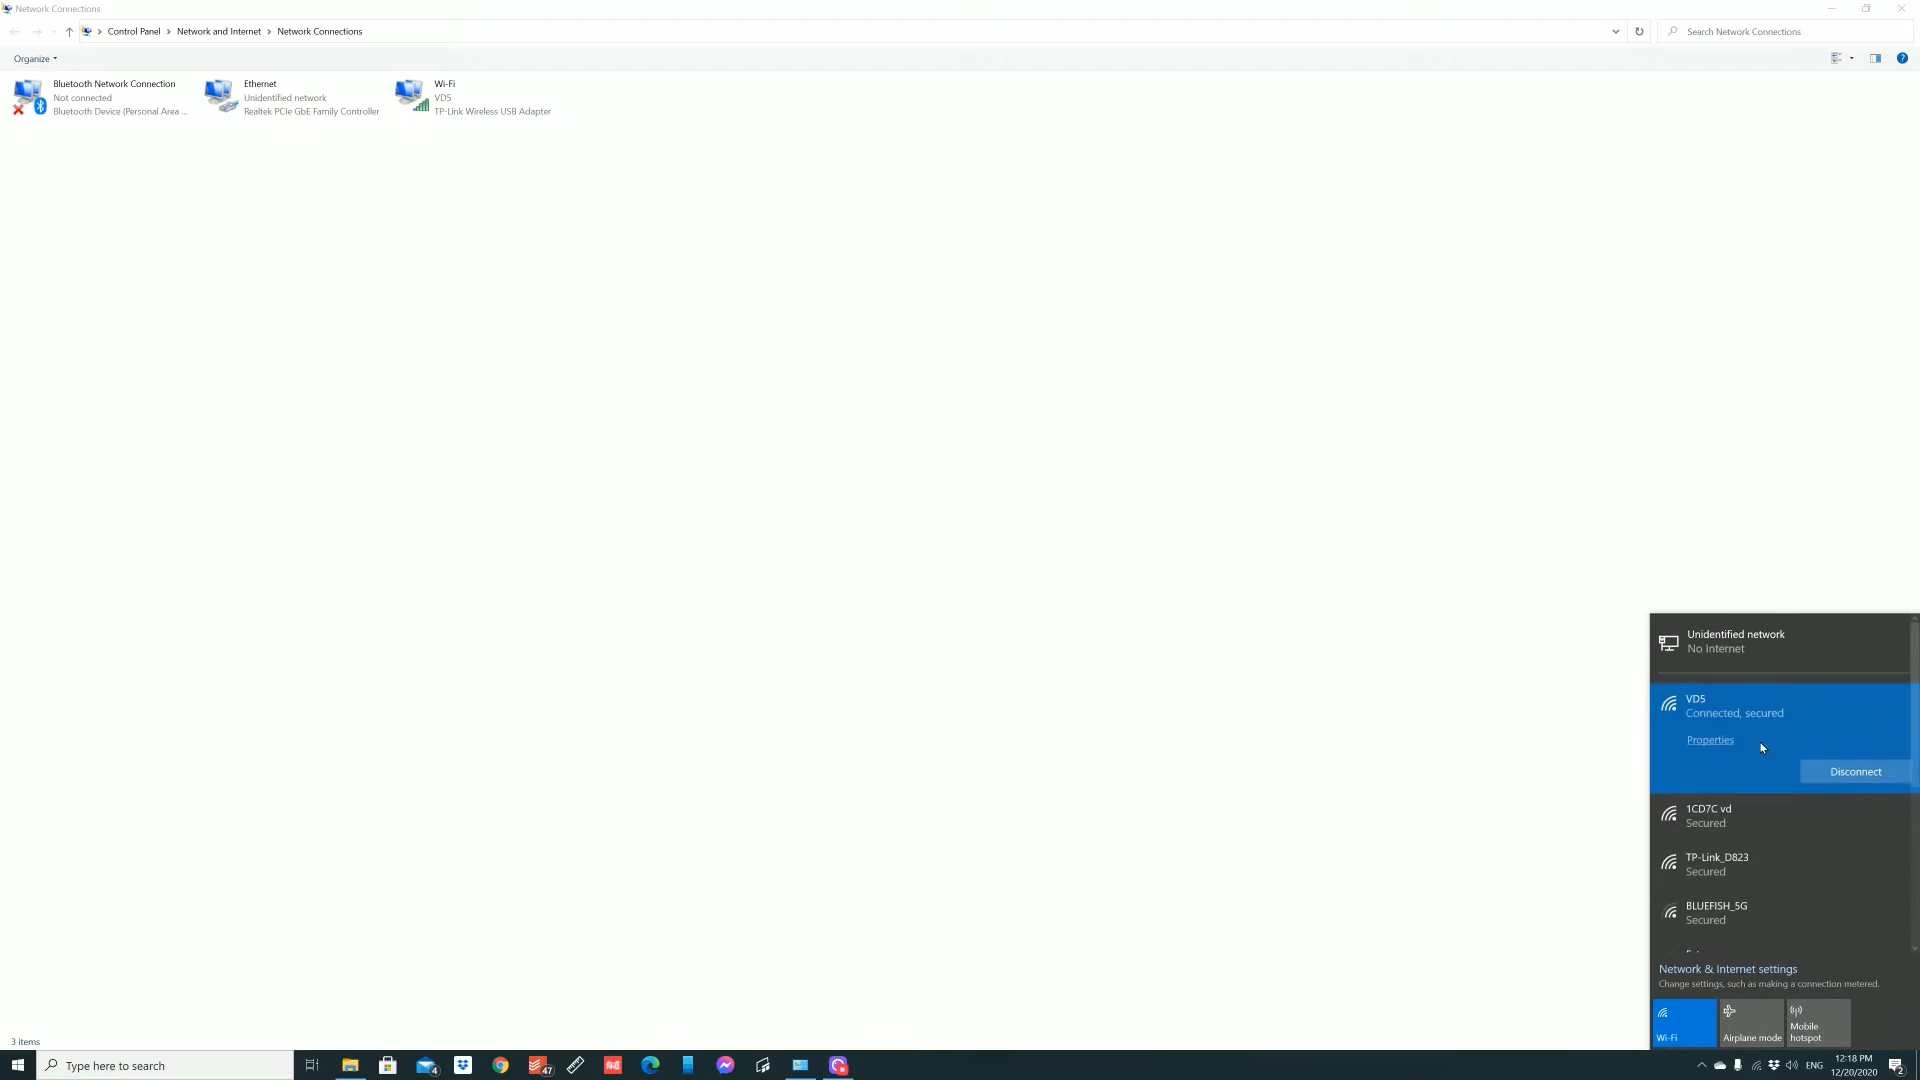 Network Connections
Control Panel > Network and Internet > Network Connections
Search Network Connections
Organize
Bluetooth Network Connection
Not connected
Bluetooth Device (Personal Area ...
Ethernet
Unidentified network
Realtek PCIe GbE Family Controller
Wi-Fi
VD5
TP-Link Wireless USB Adapter
Unidentified network
No Internet
VD5
Connected, secured
Properties
Disconnect
1CD7C vd
Secured
TP-Link_D823
Secured
BLUEFISH_5G
Secured
Network & Internet settings
Change settings, such as making a connection metered.
Wi-Fi
Airplane mode
Mobile
hotspot
3 items
Type here to search
4
47
ENG
12:18 PM
12/20/2020
2